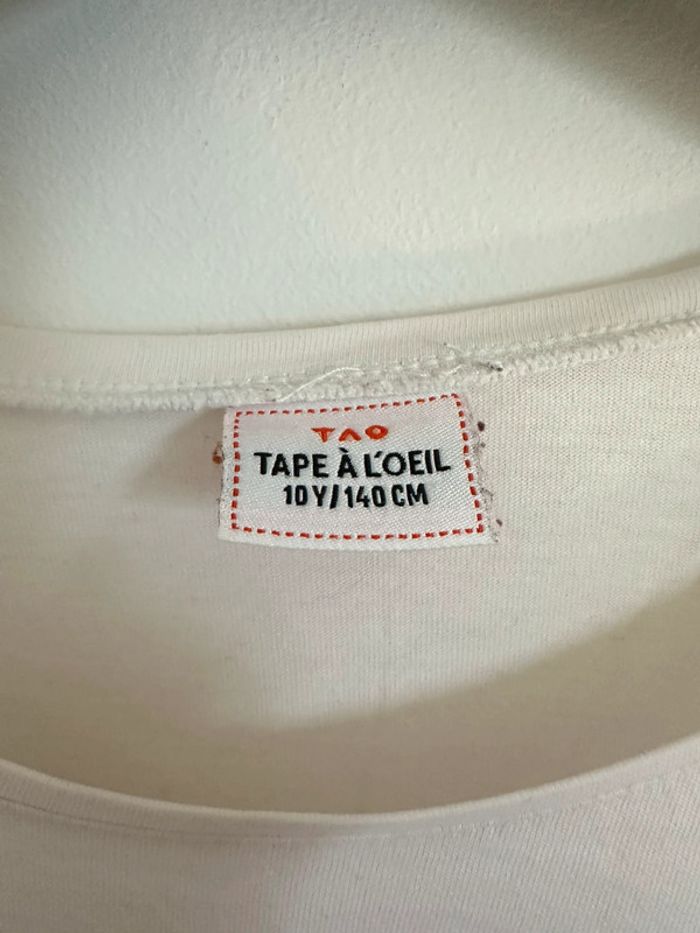 TAO
TAPE À L'OEIL
10Y/140CM